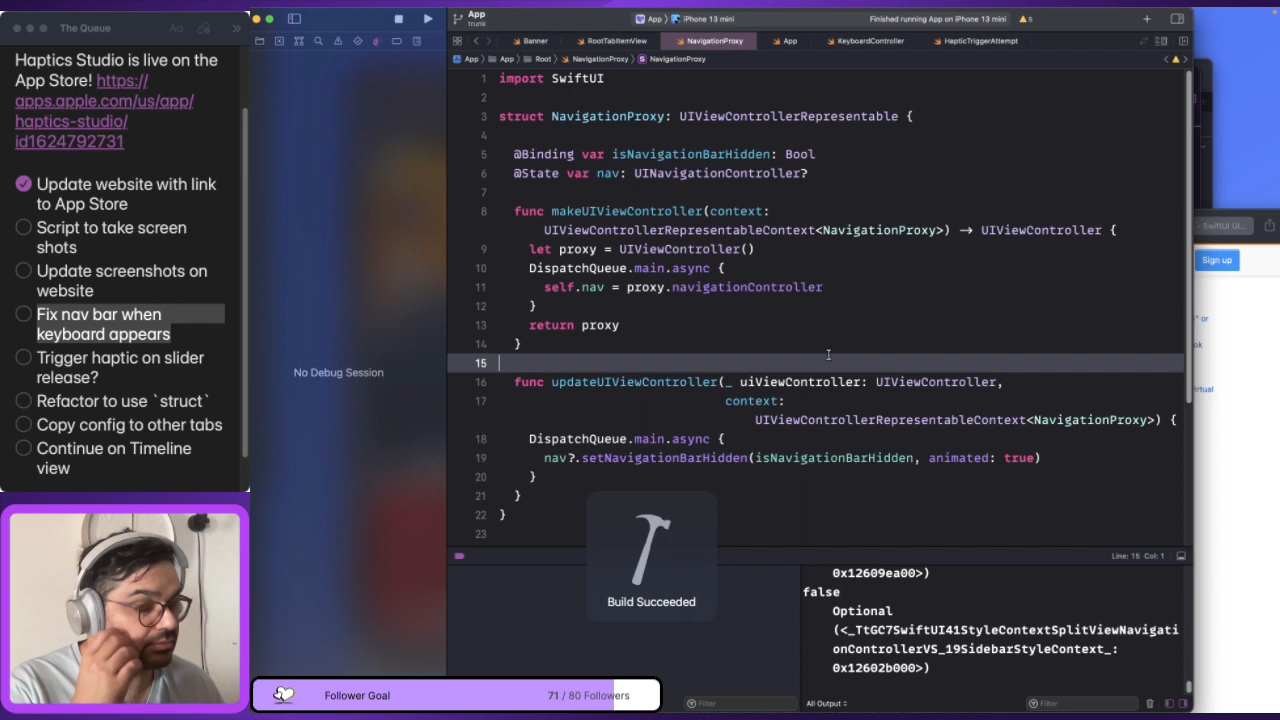 The Queue
Haptics Studio is live on the
App Store! https://
apps.apple.com/us/app/
haptics-studio/
id1624792731
Update website with link
to App Store
Script to take screen
shots
Update screenshots on
website
Fix nav bar when
keyboard appears
Trigger haptic on slider
release?
Refactor to use `struct`
Copy config to other tabs
Continue on Timeline
view
No Debug Session
App
trunk
App › iPhone 13 mini
Finished running App on iPhone 13 mini
5
Banner
RootTabItemView
NavigationProxy
App
KeyboardController
HapticTriggerAttempt
App › App › Root › NavigationProxy › S NavigationProxy
1 import SwiftUI
2
3 struct NavigationProxy: UIViewControllerRepresentable {
4
5 @Binding var isNavigationBarHidden: Bool
6 @State var nav: UINavigationController?
7
8 func makeUIViewController(context:
UIViewControllerRepresentableContext<NavigationProxy>) -> UIViewController {
9 let proxy = UIViewController()
10 DispatchQueue.main.async {
11 self.nav = proxy.navigationController
12 }
13 return proxy
14 }
15
16 func updateUIViewController(_ uiViewController: UIViewController,
17 context:
UIViewControllerRepresentableContext<NavigationProxy>) {
18 DispatchQueue.main.async {
19 nav?.setNavigationBarHidden(isNavigationBarHidden, animated: true)
20 }
21 }
22 }
23
Build Succeeded
Line: 15 Col: 1
0x12609ea00>)
false
Optional
(<_TtGC7SwiftUI41StyleContextSplitViewNavigati
onControllerVS_19SidebarStyleContext_:
0x12602b000>)
Filter
All Output
Filter
Follower Goal
71 / 80 Followers
SwiftUI UI...
Sign up
" or
ok
irtual